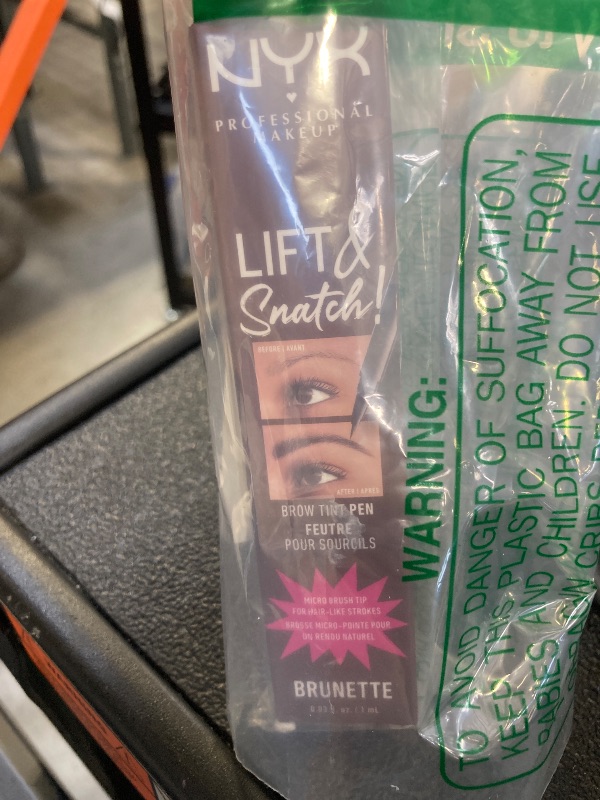 NYX
PROFESSIONAL
MAKEUP
LIFT &
Snatch!
BEFORE | AVANT
AFTER | APRÈS
BROW TINT PEN
FEUTRE
POUR SOURCILS
MICRO BRUSH TIP
FOR HAIR-LIKE STROKES
BROSSE MICRO-POINTE POUR
UN RENDU NATUREL
BRUNETTE
WARNING:
TO AVOID DANGER OF SUFFOCATION,
KEEP THIS PLASTIC BAG AWAY FROM
BABIES AND CHILDREN. DO NOT USE